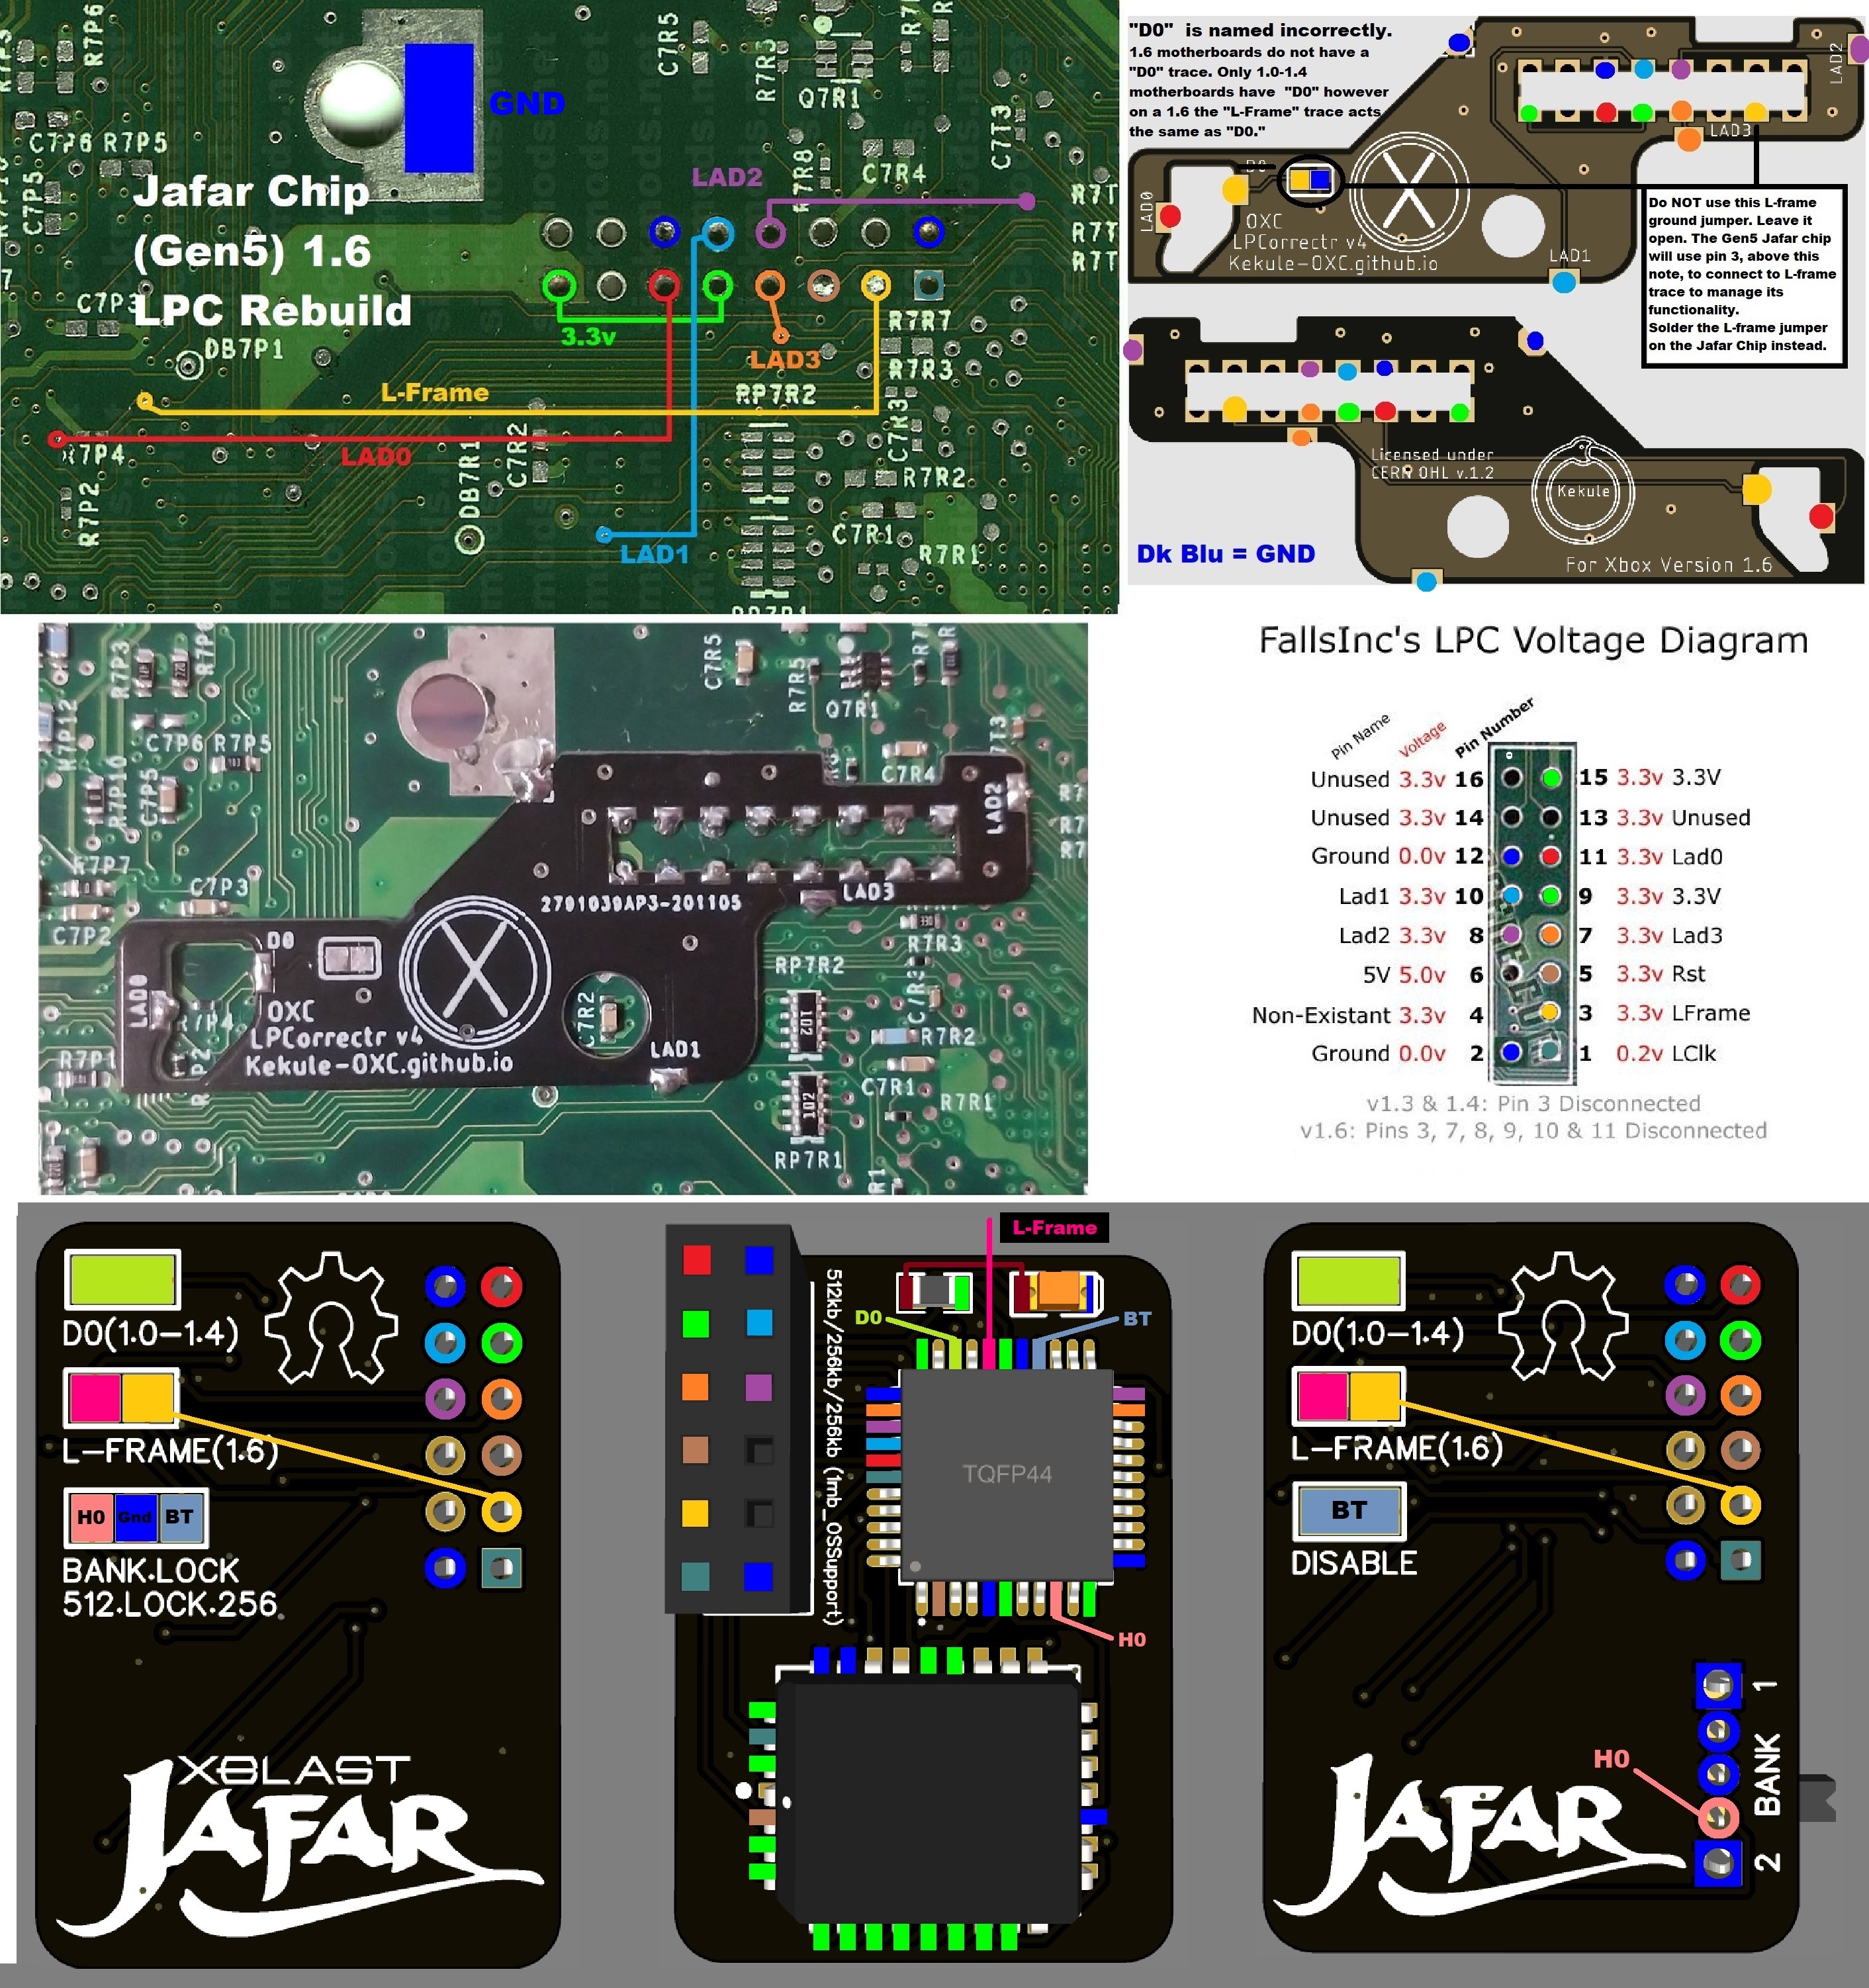 R7P6
C7R5
R7R5
Q7R1
C7T3
GND
C7P6 R7P5
C7P5
Jafar Chip
(Gen5) 1.6
LPC Rebuild
LAD2
R7R8
C7R4
R7T
R7T
R7T
C7P3
DB7P1
3.3v
LAD3
R7R7
R7R3
L-Frame
RP7R2
C7R3
LAD0
R7P4
C7R2
DB7R1
R7P2
R7R2
C7R1
R7R1
LAD1
RP7R1
"D0" is named incorrectly.
1.6 motherboards do not have a
"D0" trace. Only 1.0-1.4
motherboards have "D0" however
on a 1.6 the "L-Frame" trace acts
the same as "D0."
LAD2
LAD3
D0
LAD0
OXC
LPCorrectr v4
Kekule-OXC.github.io
LAD1
Do NOT use this L-frame
ground jumper. Leave it
open. The Gen5 Jafar chip
will use pin 3, above this
note, to connect to L-frame
trace to manage its
functionality.
Solder the L-frame jumper
on the Jafar Chip instead.
Licensed under
CERN OHL v.1.2
Kekule
Dk Blu = GND
For Xbox Version 1.6
R7P3
R7P6
C7R5
R7R5
Q7R1
C7P6 R7P5
R7P10
C7P5
C7R4
LAD2
R7P7
C7P3
C7P2
2701030AP3-201105
LAD3
R7R3
D0
RP7R2
LAD0
R7P4
OXC
LPCorrectr v4
Kekule-OXC.github.io
C7R2
LAD1
102
R7R2
R7P1
C7R1
R7R1
102
RP7R1
FallsInc's LPC Voltage Diagram
Pin Name Voltage Pin Number
Unused 3.3v 16 15 3.3v 3.3V
Unused 3.3v 14 13 3.3v Unused
Ground 0.0v 12 11 3.3v Lad0
Lad1 3.3v 10 9 3.3v 3.3V
Lad2 3.3v 8 7 3.3v Lad3
5V 5.0v 6 5 3.3v Rst
Non-Existant 3.3v 4 3 3.3v LFrame
Ground 0.0v 2 1 0.2v LClk
v1.3 & 1.4: Pin 3 Disconnected
v1.6: Pins 3, 7, 8, 9, 10 & 11 Disconnected
D0(1.0-1.4)
L-FRAME(1.6)
H0 Gnd BT
BANK.LOCK
512.LOCK.256
XBLAST
JAFAR
L-Frame
D0
BT
512kb/256kb/256kb (1mb_OSSupport)
TQFP44
H0
D0(1.0-1.4)
L-FRAME(1.6)
BT
DISABLE
1
BANK
2
H0
JAFAR